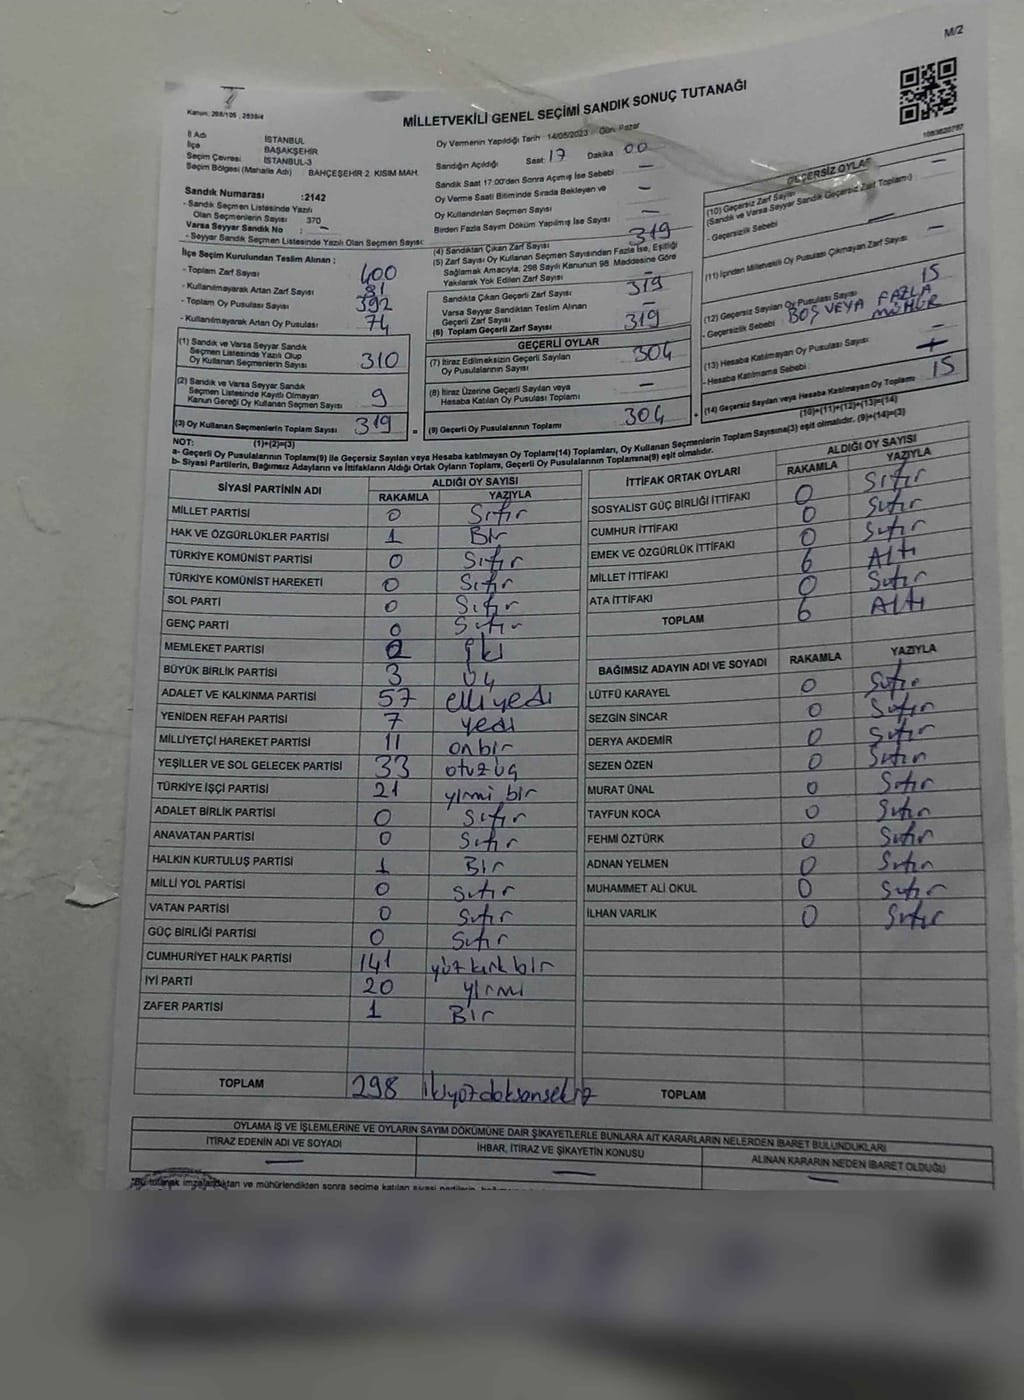 M/2
Kanun: 298/105 , 2839/4
MİLLETVEKİLİ GENEL SEÇİMİ SANDIK SONUÇ TUTANAĞI
İl Adı : İSTANBUL
İlçe : BAŞAKŞEHİR
Seçim Çevresi : İSTANBUL-3
Seçim Bölgesi (Mahalle Adı) : BAHÇEŞEHİR 2. KISIM MAH.
Sandık Numarası :2142
- Sandık Seçmen Listesinde Yazılı
Olan Seçmenlerin Sayısı 370
Varsa Seyyar Sandık No : –
- Seyyar Sandık Seçmen Listesinde Yazılı Olan Seçmen Sayısı:
İlçe Seçim Kurulundan Teslim Alınan ;
- Toplam Zarf Sayısı 400
- Kullanılmayarak Artan Zarf Sayısı 81
- Toplam Oy Pusulası Sayısı 392
- Kullanılmayarak Artan Oy Pusulası 74
(1) Sandık ve Varsa Seyyar Sandık
Seçmen Listesinde Yazılı Olup
Oy Kullanan Seçmenlerin Sayısı 310
(2) Sandık ve Varsa Seyyar Sandık
Seçmen Listesinde Kayıtlı Olmayan
Kanun Gereği Oy Kullanan Seçmen Sayısı 9
(3) Oy Kullanan Seçmenlerin Toplam Sayısı 319
(1)+(2)=(3)
Oy Vermenin Yapıldığı Tarih : 14/05/2023 Gün: Pazar
Sandığın Açıldığı Saat: 17 Dakika : 00
Sandık Saat 17:00'den Sonra Açılmış İse Sebebi : –
Oy Verme Saati Bitiminde Sırada Bekleyen ve
Oy Kullandırılan Seçmen Sayısı –
Birden Fazla Sayım Döküm Yapılmış İse Sayısı –
(4) Sandıktan Çıkan Zarf Sayısı 319
(5) Zarf Sayısı Oy Kullanan Seçmen Sayısından Fazla İse, Eşitliği
Sağlamak Amacıyla, 298 Sayılı Kanunun 98. Maddesine Göre
Yakılarak Yok Edilen Zarf Sayısı –
Sandıkta Çıkan Geçerli Zarf Sayısı 319
Varsa Seyyar Sandıktan Teslim Alınan
Geçerli Zarf Sayısı –
(6) Toplam Geçerli Zarf Sayısı 319
GEÇERLİ OYLAR
(7) İtiraz Edilmeksizin Geçerli Sayılan
Oy Pusulalarının Sayısı 304
(8) İtiraz Üzerine Geçerli Sayılan veya
Hesaba Katılan Oy Pusulası Toplamı –
(9) Geçerli Oy Pusulalarının Toplamı 304
GEÇERSİZ OYLAR
(10) Geçersiz Zarf Sayısı –
(Sandık ve Varsa Seyyar Sandık Geçersiz Zarf Toplamı)
- Geçersizlik Sebebi –
(11) İçinden Milletvekili Oy Pusulası Çıkmayan Zarf Sayısı –
(12) Geçersiz Sayılan Oy Pusulası Sayısı 15
- Geçersizlik Sebebi BOŞ VEYA FAZLA MÜHÜR
(13) Hesaba Katılmayan Oy Pusulası Sayısı –
- Hesaba Katılmama Sebebi
(14) Geçersiz Sayılan veya Hesaba Katılmayan Oy Toplamı 15
(10)+(11)+(12)+(13)=(14)
NOT:
a- Geçerli Oy Pusulalarının Toplamı(9) ile Geçersiz Sayılan veya Hesaba katılmayan Oy Toplamı(14) Toplamları, Oy Kullanan Seçmenlerin Toplam Sayısına(3) eşit olmalıdır. (9)+(14)=(3)
b- Siyasi Partilerin, Bağımsız Adayların ve İttifakların Aldığı Ortak Oyların Toplamı, Geçerli Oy Pusulalarının Toplamına(9) eşit olmalıdır.
SİYASİ PARTİNİN ADI ALDIĞI OY SAYISI
RAKAMLA YAZIYLA
MİLLET PARTİSİ 0 Sıfır
HAK VE ÖZGÜRLÜKLER PARTİSİ 1 Bir
TÜRKİYE KOMÜNİST PARTİSİ 0 Sıfır
TÜRKİYE KOMÜNİST HAREKETİ 0 Sıfır
SOL PARTİ 0 Sıfır
GENÇ PARTİ 0 Sıfır
MEMLEKET PARTİSİ 2 İki
BÜYÜK BİRLİK PARTİSİ 3 Üç
ADALET VE KALKINMA PARTİSİ 57 elli yedi
YENİDEN REFAH PARTİSİ 7 yedi
MİLLİYETÇİ HAREKET PARTİSİ 11 on bir
YEŞİLLER VE SOL GELECEK PARTİSİ 33 otuz üç
TÜRKİYE İŞÇİ PARTİSİ 21 yirmi bir
ADALET BİRLİK PARTİSİ 0 Sıfır
ANAVATAN PARTİSİ 0 Sıfır
HALKIN KURTULUŞ PARTİSİ 1 Bir
MİLLİ YOL PARTİSİ 0 Sıfır
VATAN PARTİSİ 0 Sıfır
GÜÇ BİRLİĞİ PARTİSİ 0 Sıfır
CUMHURİYET HALK PARTİSİ 141 yüz kırk bir
İYİ PARTİ 20 yirmi
ZAFER PARTİSİ 1 Bir
TOPLAM 298 ikiyüzdoksansekiz
İTTİFAK ORTAK OYLARI ALDIĞI OY SAYISI
RAKAMLA YAZIYLA
SOSYALİST GÜÇ BİRLİĞİ İTTİFAKI 0 Sıfır
CUMHUR İTTİFAKI 0 Sıfır
EMEK VE ÖZGÜRLÜK İTTİFAKI 0 Sıfır
MİLLET İTTİFAKI 6 Altı
ATA İTTİFAKI 0 Sıfır
TOPLAM 6 Altı
BAĞIMSIZ ADAYIN ADI VE SOYADI RAKAMLA YAZIYLA
LÜTFÜ KARAYEL 0 Sıfır
SEZGİN SİNCAR 0 Sıfır
DERYA AKDEMİR 0 Sıfır
SEZEN ÖZEN 0 Sıfır
MURAT ÜNAL 0 Sıfır
TAYFUN KOCA 0 Sıfır
FEHMİ ÖZTÜRK 0 Sıfır
ADNAN YELMEN 0 Sıfır
MUHAMMET ALİ OKUL 0 Sıfır
İLHAN VARLIK 0 Sıfır
TOPLAM
OYLAMA İŞ VE İŞLEMLERİNE VE OYLARIN SAYIM DÖKÜMÜNE DAİR ŞİKAYETLERLE BUNLARA AİT KARARLARIN NELERDEN İBARET BULUNDUKLARI
İTİRAZ EDENİN ADI VE SOYADI İHBAR, İTİRAZ VE ŞİKAYETİN KONUSU ALINAN KARARIN NEDEN İBARET OLDUĞU
– – –
*Bu tutanak imzalandıktan ve mühürlendikten sonra seçime katılan siyasi partilerin,